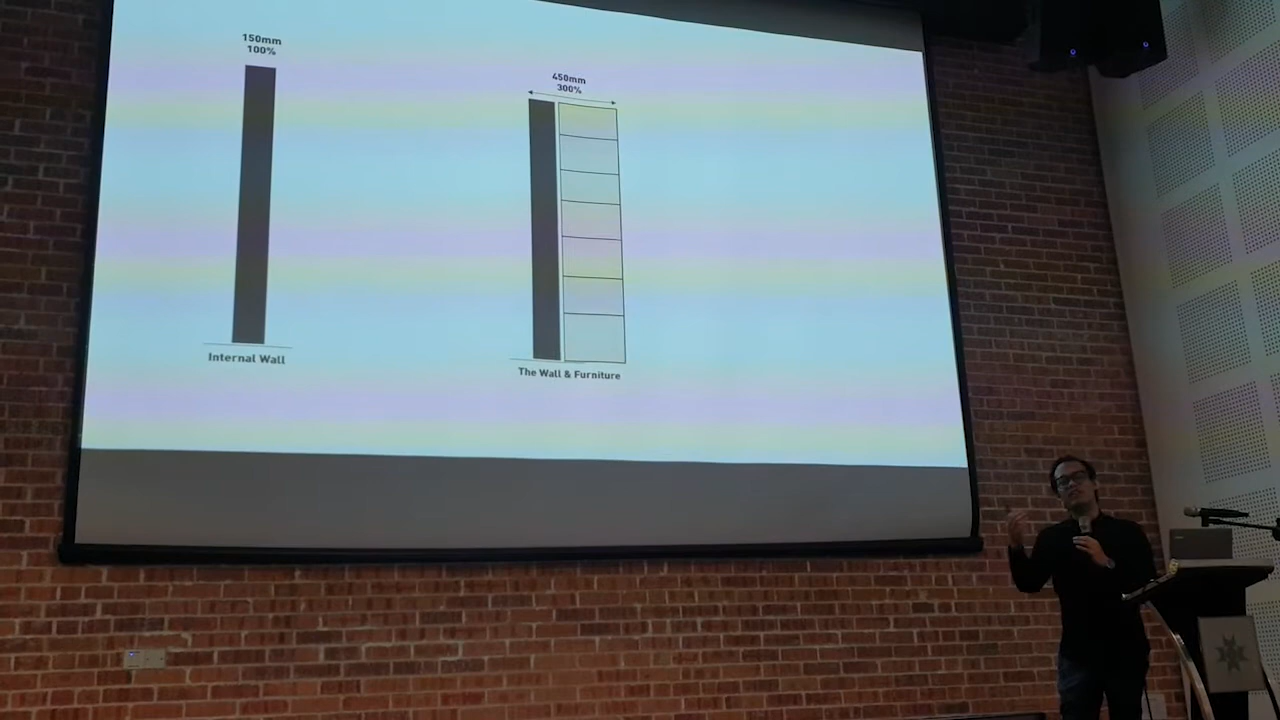 150mm
100%
450mm
300%
Internal Wall
The Wall & Furniture